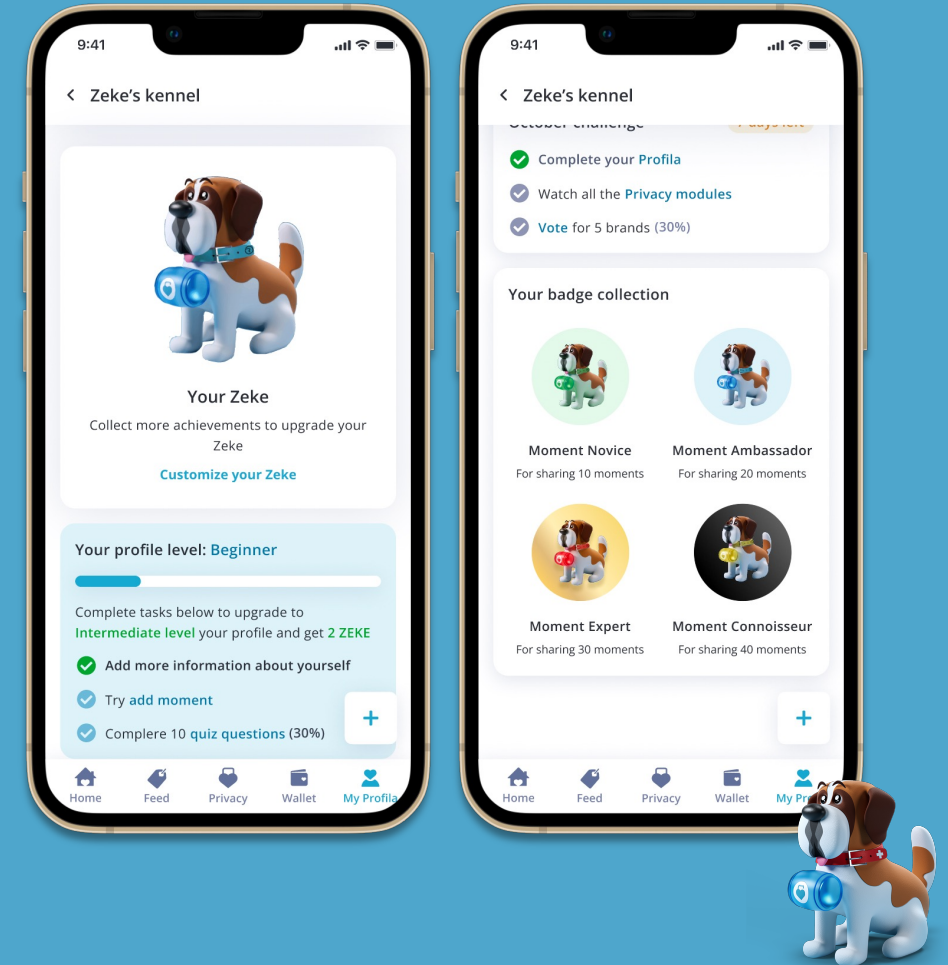 9:41
Zeke's kennel
Your Zeke
Collect more achievements to upgrade your
Zeke
Customize your Zeke
Your profile level: Beginner
Complete tasks below to upgrade to
Intermediate level your profile and get 2 ZEKE
Add more information about yourself
Try add moment
Complere 10 quiz questions (30%)
+
Home
Feed
Privacy
Wallet
My Profila
9:41
Zeke's kennel
October challenge
days left
Complete your Profila
Watch all the Privacy modules
Vote for 5 brands (30%)
Your badge collection
Moment Novice
For sharing 10 moments
Moment Ambassador
For sharing 20 moments
Moment Expert
For sharing 30 moments
Moment Connoisseur
For sharing 40 moments
+
Home
Feed
Privacy
Wallet
My